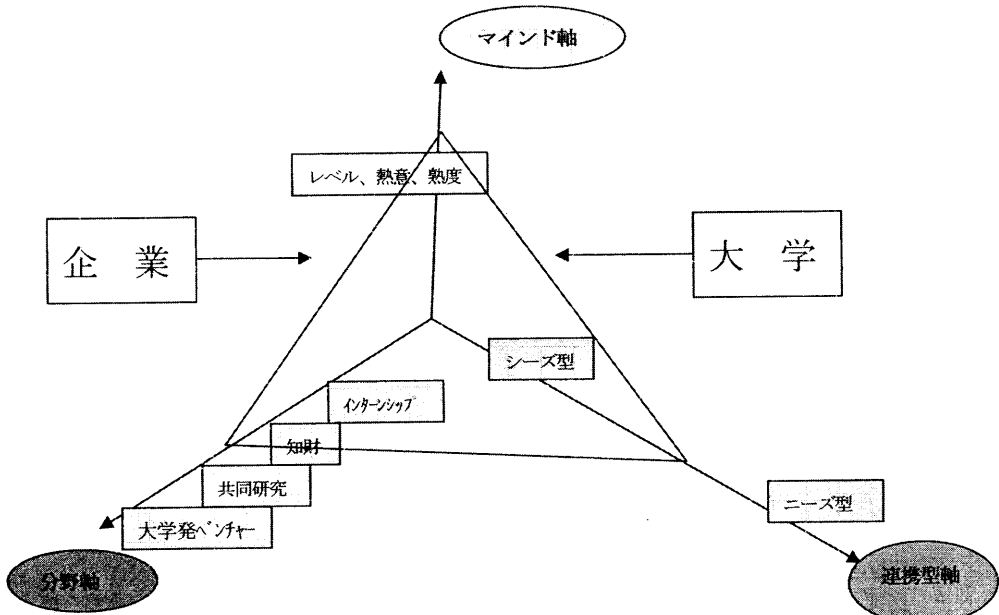 マインド軸
レベル、熱意、熟度
企 業
大 学
シーズ型
インターンシップ
知財
共同研究
ニーズ型
大学発ベンチャー
分野軸
連携型軸